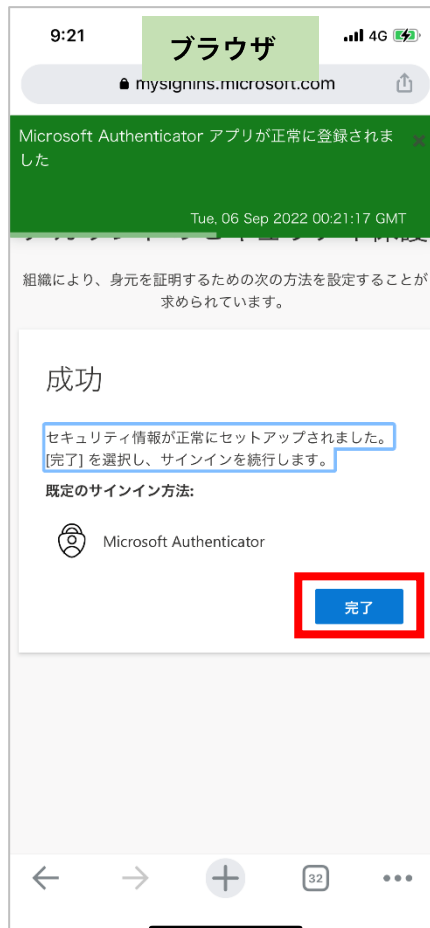 9:21
ブラウザ
4G
mysignins.microsoft.com
Microsoft Authenticator アプリが正常に登録されま
した
Tue, 06 Sep 2022 00:21:17 GMT
組織により、身元を証明するための次の方法を設定することが
求められています。
成功
セキュリティ情報が正常にセットアップされました。
[完了] を選択し、サインインを続行します。
既定のサインイン方法:
Microsoft Authenticator
完了
32